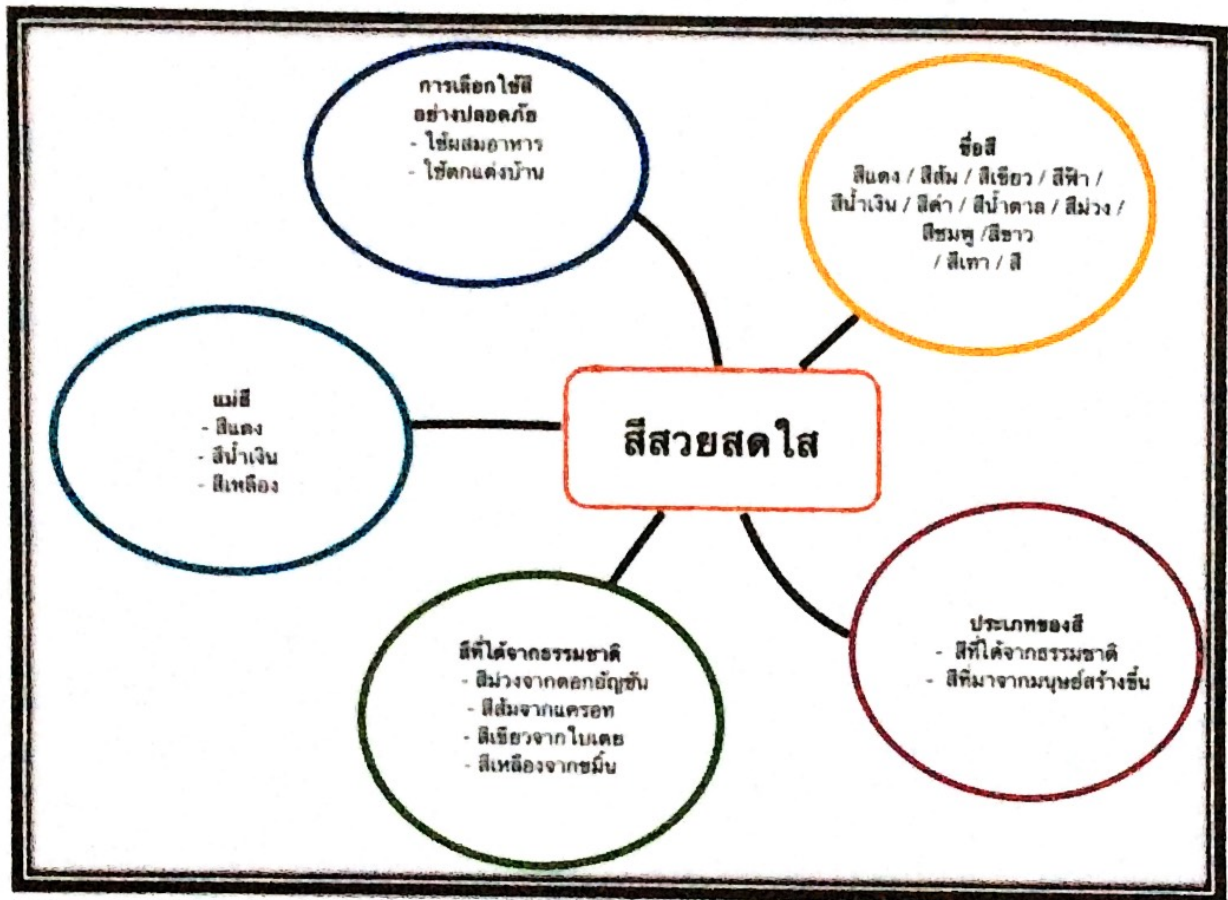 การเลือกใช้สี
อย่างปลอดภัย
- ใช้ผสมอาหาร
- ใช้ตกแต่งบ้าน
ชื่อสี
สีแดง / สีส้ม / สีเขียว / สีฟ้า /
สีน้ำเงิน / สีดำ / สีน้ำตาล / สีม่วง /
สีชมพู /สีขาว
/ สีเทา / สี
สีสวยสดใส
แม่สี
- สีแดง
- สีน้ำเงิน
- สีเหลือง
สีที่ได้จากธรรมชาติ
- สีม่วงจากดอกอัญชัน
- สีส้มจากแครอท
- สีเขียวจากใบเตย
- สีเหลืองจากขมิ้น
ประเภทของสี
- สีที่ได้จากธรรมชาติ
- สีที่มาจากมนุษย์สร้างขึ้น